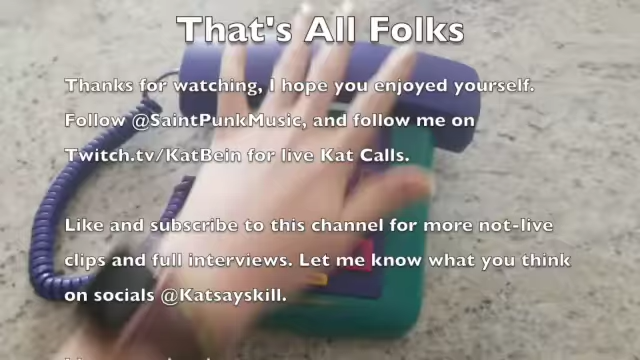 That's All Folks
Thanks for watching, I hope you enjoyed yourself.
Follow @SaintPunkMusic, and follow me on
Twitch.tv/KatBein for live Kat Calls.
Like and subscribe to this channel for more not-live
clips and full interviews. Let me know what you think
on socials @Katsayskill.